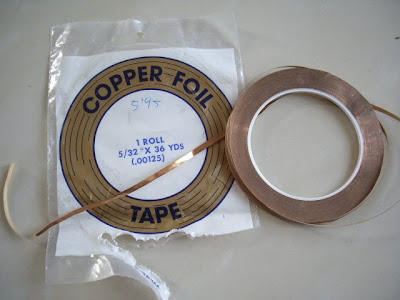 COPPER FOIL
5'95
1 ROLL
5/32" X 36 YDS
(.00125)
TAPE